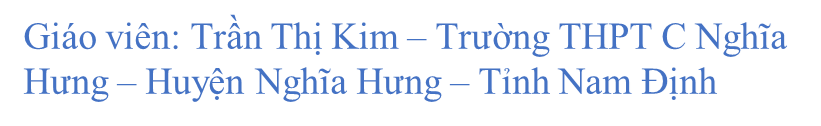 Giáo viên: Trần Thị Kim – Trường THPT C Nghĩa
Hưng – Huyện Nghĩa Hưng – Tỉnh Nam Định